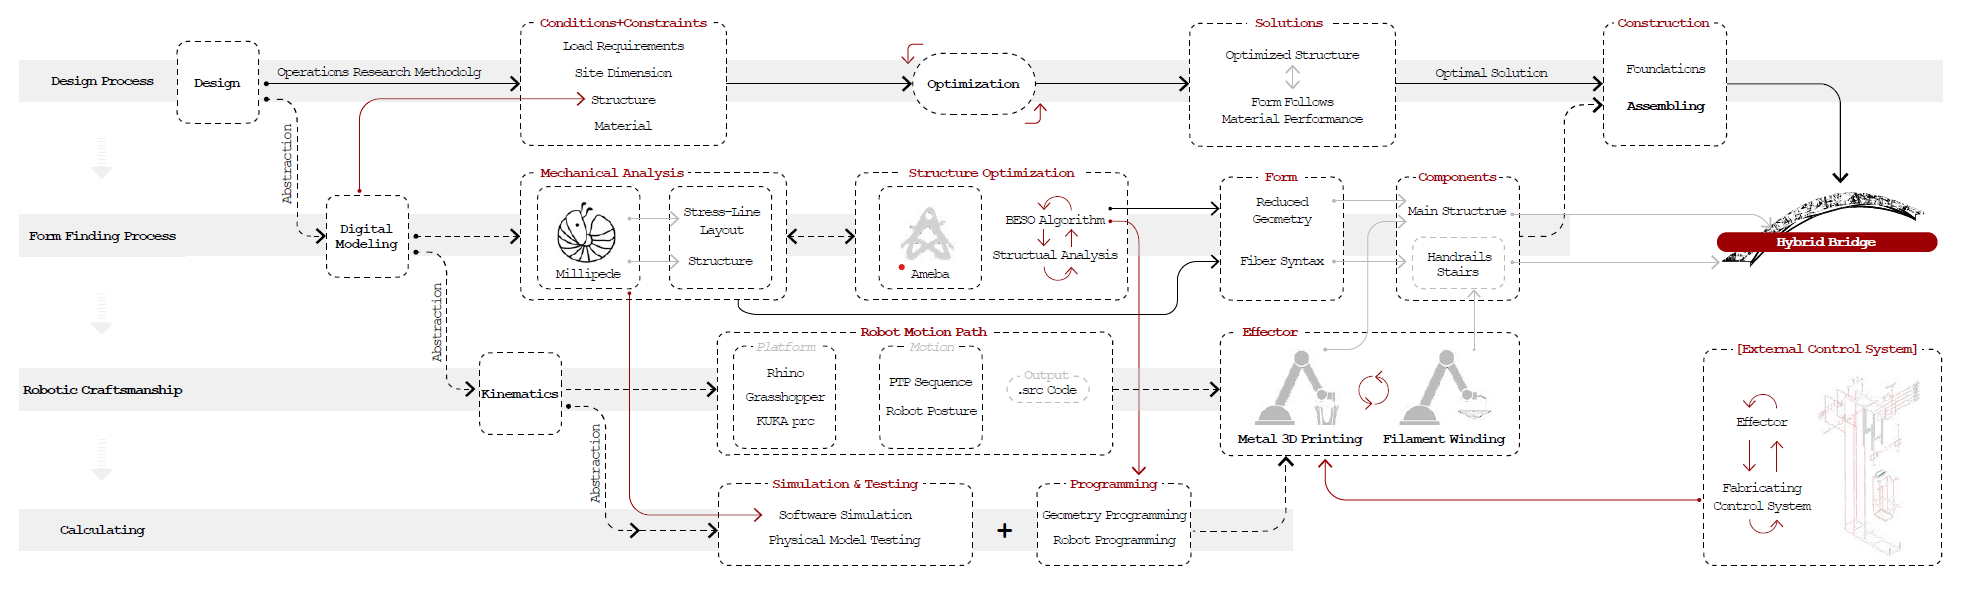 Design Process
Design
Operations Research Methodolg
Conditions+Constraints
Load Requirements
Site Dimension
Structure
Material
Optimization
Solutions
Optimized Structure
Form Follows
Material Performance
Optimal Solution
Construction
Foundations
Assembling
Abstraction
Form Finding Process
Digital
Modeling
Mechanical Analysis
Millipede
Stress-Line
Layout
Structure
Structure Optimization
Ameba
BESO Algorithm
Structual Analysis
Form
Reduced
Geometry
Fiber Syntax
Components
Main Structrue
Handrails
Stairs
Hybrid Bridge
Abstraction
Robotic Craftsmanship
Kinematics
Robot Motion Path
Platform
Rhino
Grasshopper
KUKA prc
Motion
PTP Sequence
Robot Posture
Output
.src Code
Effector
Metal 3D Printing
Filament Winding
[External Control System]
Effector
Fabricating
Control System
Abstraction
Calculating
Simulation & Testing
Software Simulation
Physical Model Testing
+
Programming
Geometry Programming
Robot Programming